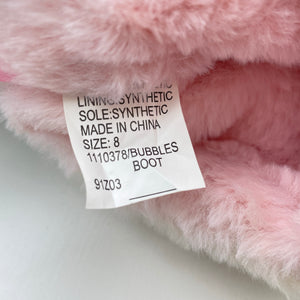 LINING:SYNTHETIC
SOLE:SYNTHETIC
MADE IN CHINA
SIZE: 8
1110378/BUBBLES
BOOT
91Z03